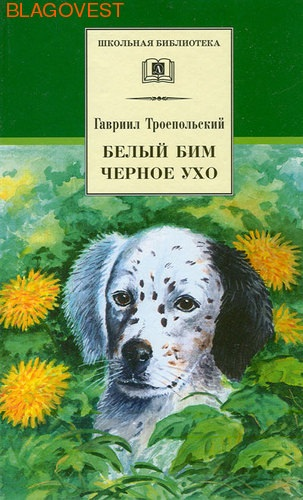 BLAGOVEST
ШКОЛЬНАЯ БИБЛИОТЕКА
Гавриил Троепольский
БЕЛЫЙ БИМ
ЧЕРНОЕ УХО